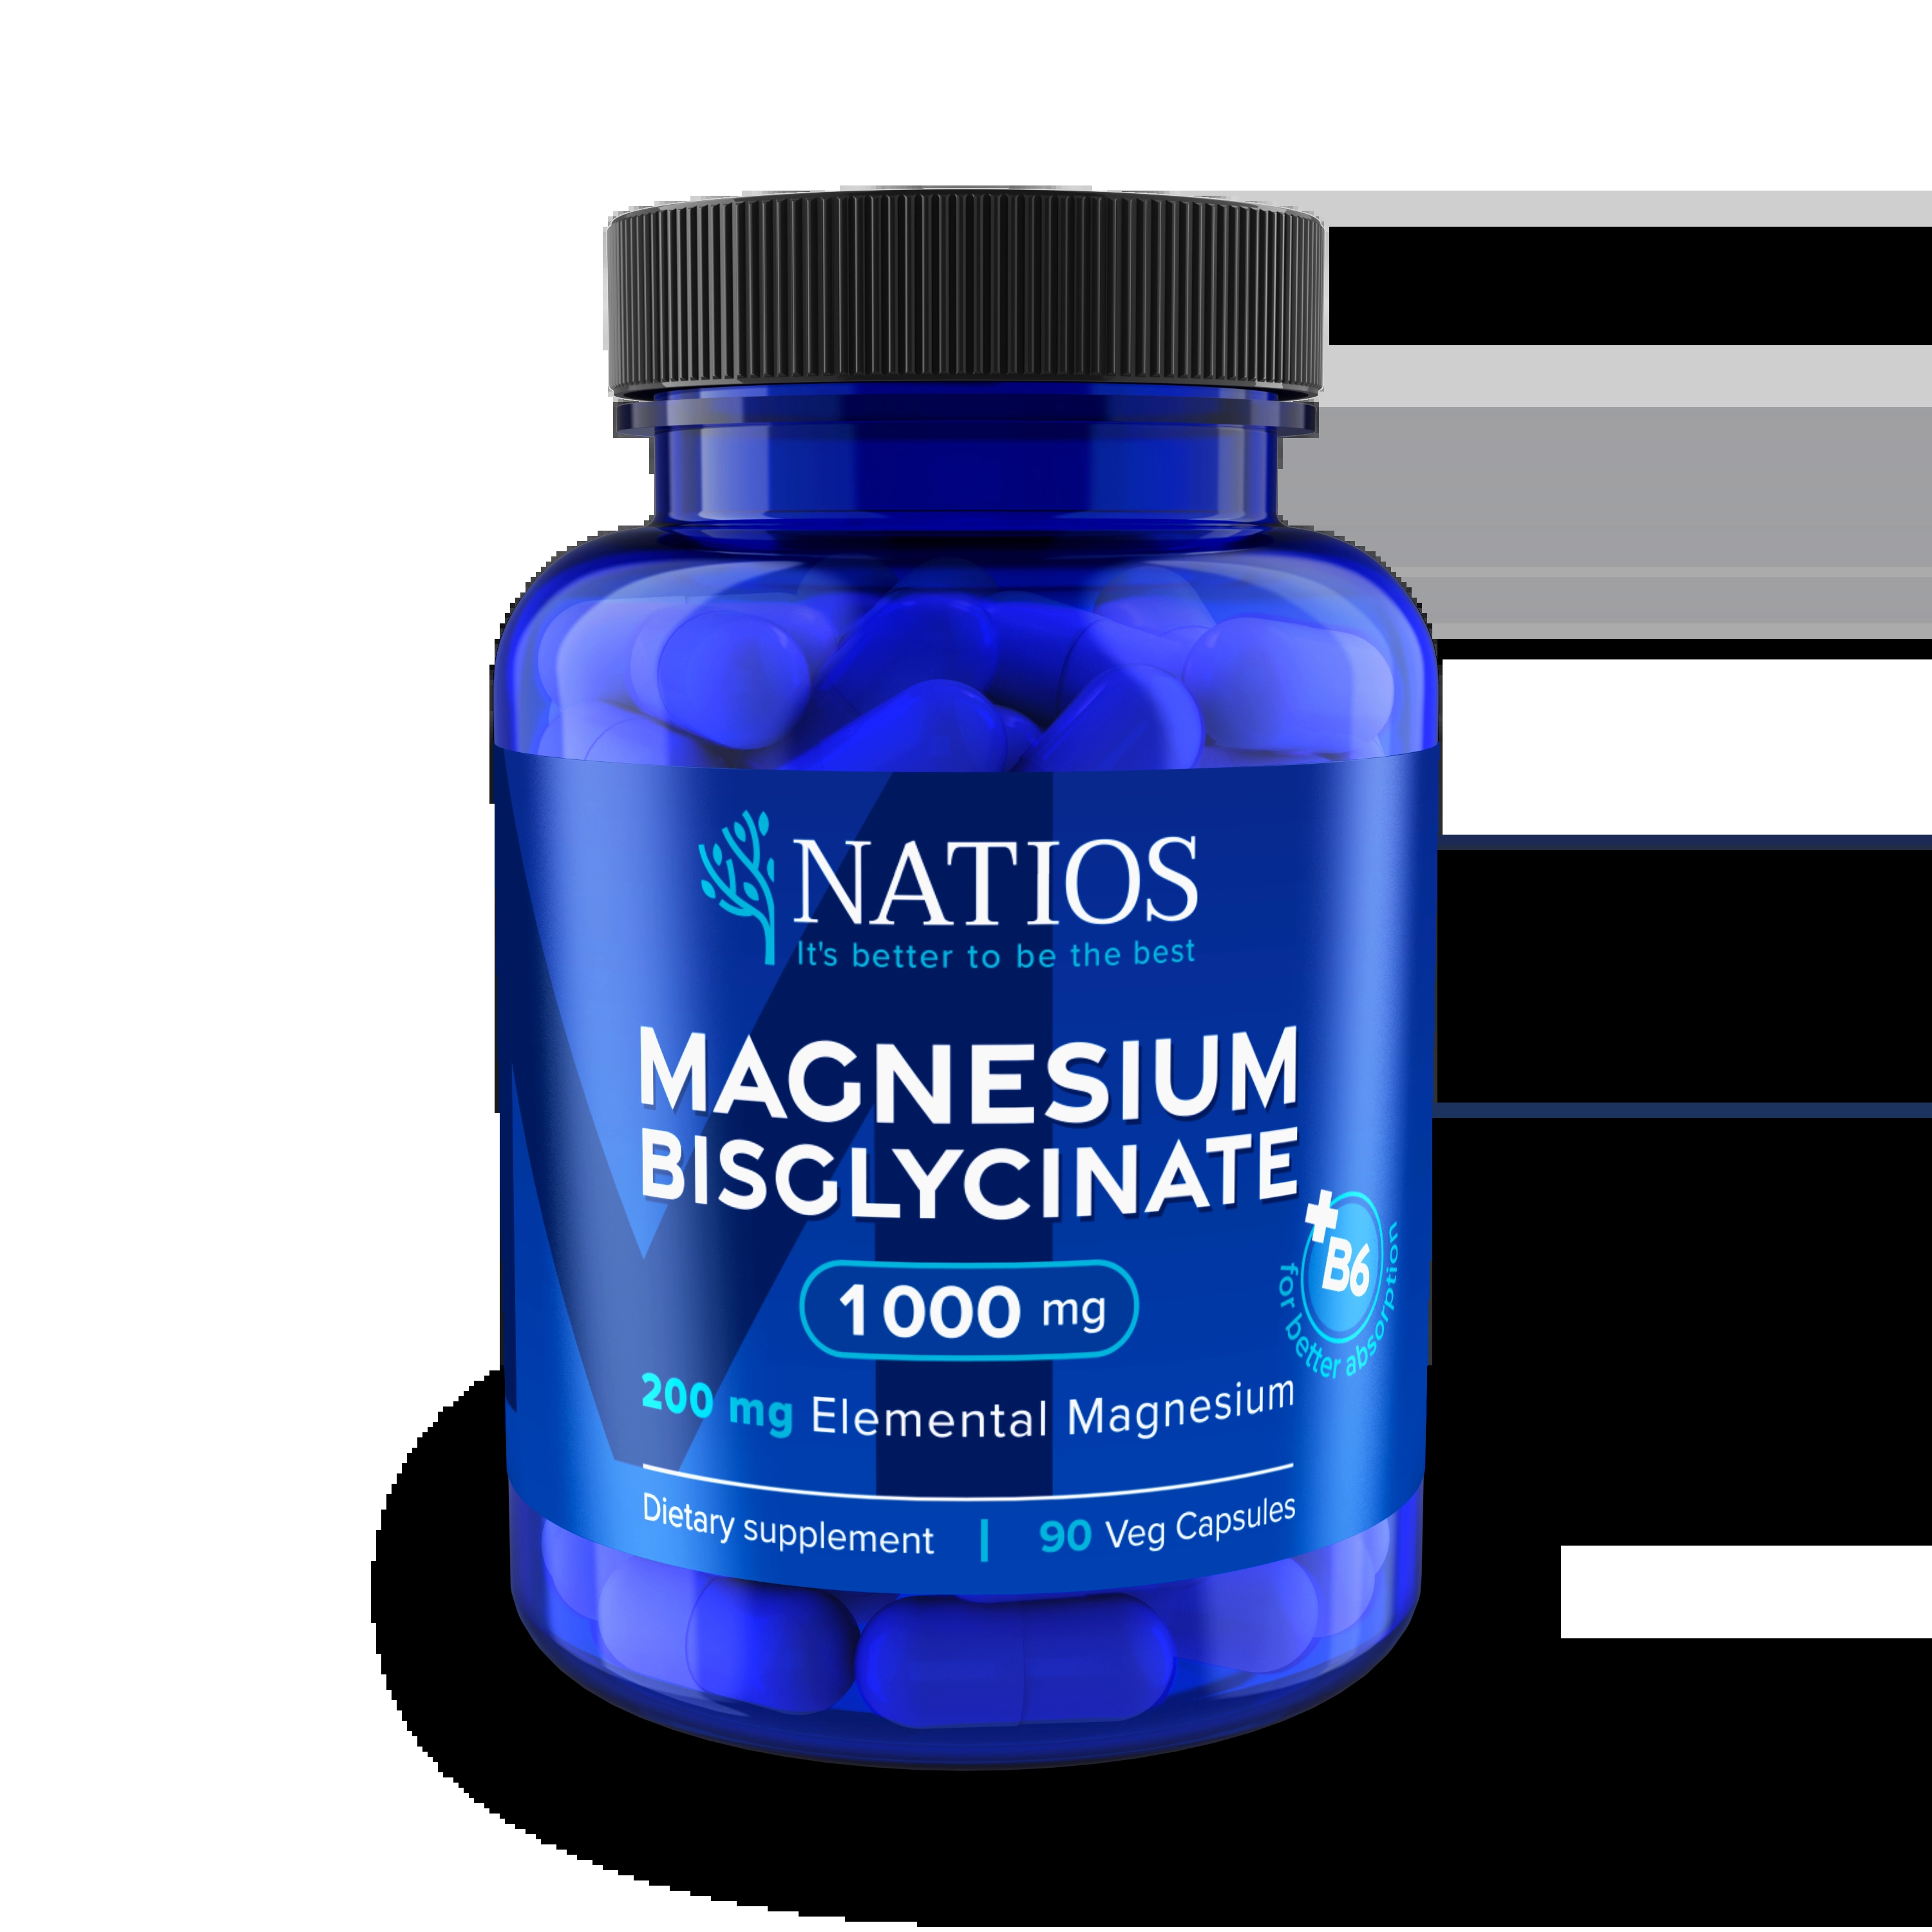 NATIOS
It's better to be the best
MAGNESIUM
BISGLYCINATE
+B6
for better absorption
1000 mg
200 mg Elemental Magnesium
Dietary supplement | 90 Veg Capsules